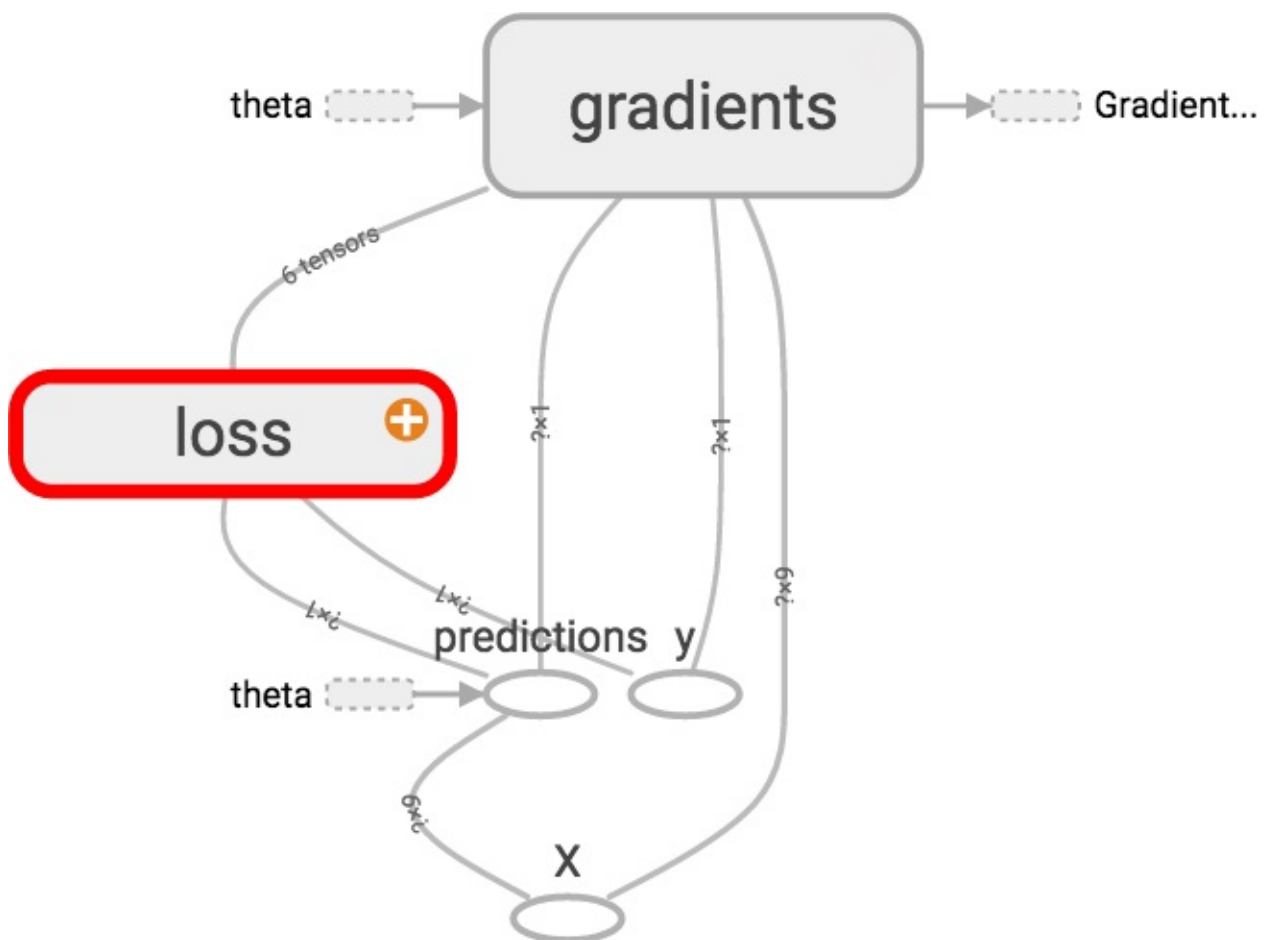 gradients
theta
Gradient...
6 tensors
loss
?×1
?×1
?×9
?×1
?×1
predictions
y
theta
?×9
X